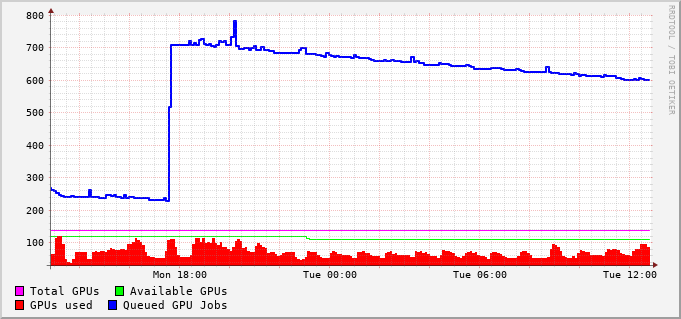 800
700
600
500
400
300
200
100
Mon 18:00 Tue 00:00 Tue 06:00 Tue 12:00
Total GPUs Available GPUs
GPUs used Queued GPU Jobs
RRDTOOL / TOBI OETIKER